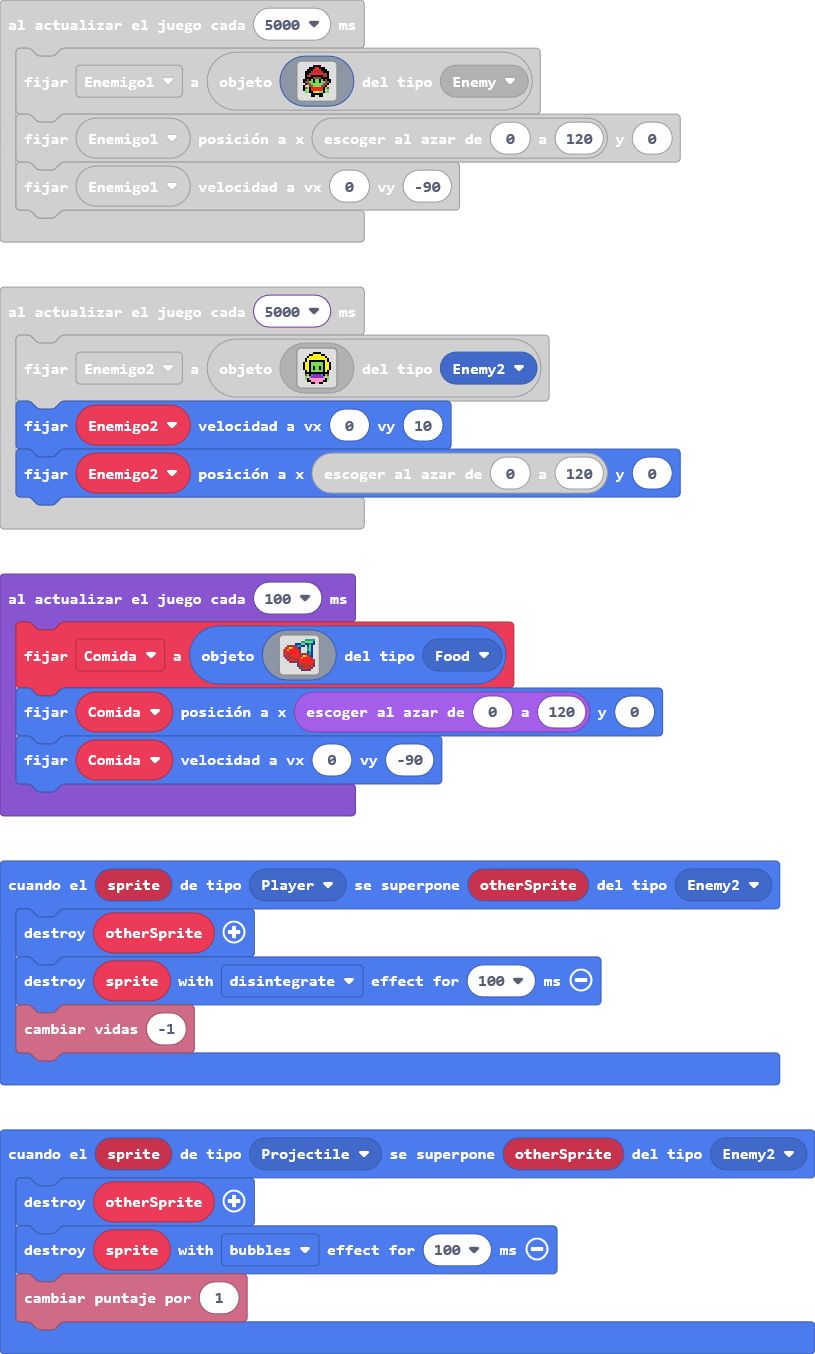 al actualizar el juego cada 5000 ms
fijar Enemigo1 a objeto del tipo Enemy
fijar Enemigo1 posición a x escoger al azar de 0 a 120 y 0
fijar Enemigo1 velocidad a vx 0 vy -90
al actualizar el juego cada 5000 ms
fijar Enemigo2 a objeto del tipo Enemy2
fijar Enemigo2 velocidad a vx 0 vy 10
fijar Enemigo2 posición a x escoger al azar de 0 a 120 y 0
al actualizar el juego cada 100 ms
fijar Comida a objeto del tipo Food
fijar Comida posición a x escoger al azar de 0 a 120 y 0
fijar Comida velocidad a vx 0 vy -90
cuando el sprite de tipo Player se superpone otherSprite del tipo Enemy2
destroy otherSprite
destroy sprite with disintegrate effect for 100 ms
cambiar vidas -1
cuando el sprite de tipo Projectile se superpone otherSprite del tipo Enemy2
destroy otherSprite
destroy sprite with bubbles effect for 100 ms
cambiar puntaje por 1